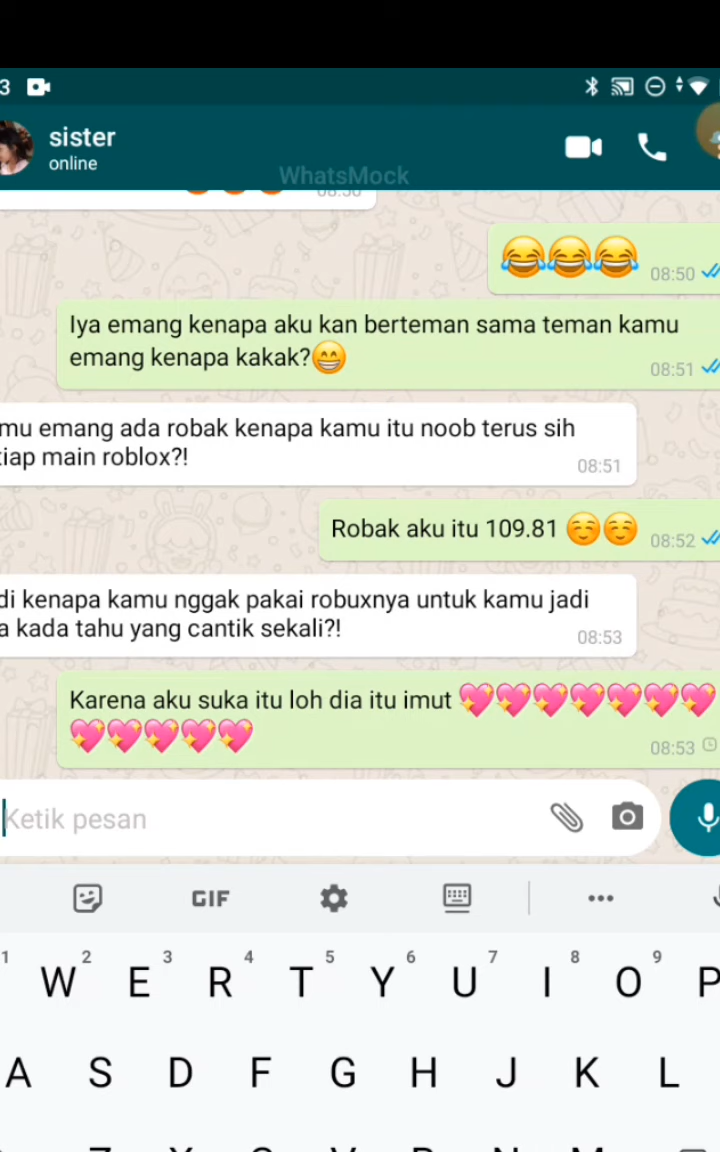 3
sister
online
WhatsMock
08:50
😂😂😂 08:50
Iya emang kenapa aku kan berteman sama teman kamu
emang kenapa kakak?😁
08:51
mu emang ada robak kenapa kamu itu noob terus sih
iap main roblox?!
08:51
Robak aku itu 109.81 ☺️☺️ 08:52
di kenapa kamu nggak pakai robuxnya untuk kamu jadi
a kada tahu yang cantik sekali?!
08:53
Karena aku suka itu loh dia itu imut 💖💖💖💖💖💖💖
💖💖💖💖💖
08:53
Ketik pesan
GIF
1 2 3 4 5 6 7 8 9
W E R T Y U I O P
A S D F G H J K L